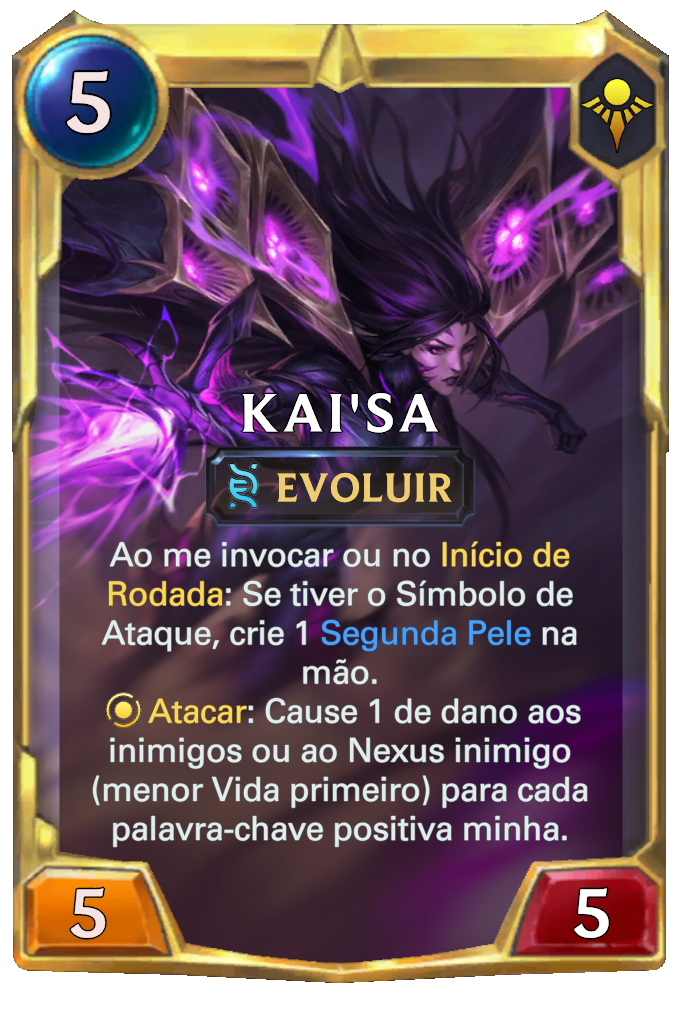 5
KAI'SA
EVOLUIR
Ao me invocar ou no Início de
Rodada: Se tiver o Símbolo de
Ataque, crie 1 Segunda Pele na
mão.
Atacar: Cause 1 de dano aos
inimigos ou ao Nexus inimigo
(menor Vida primeiro) para cada
palavra-chave positiva minha.
5
5